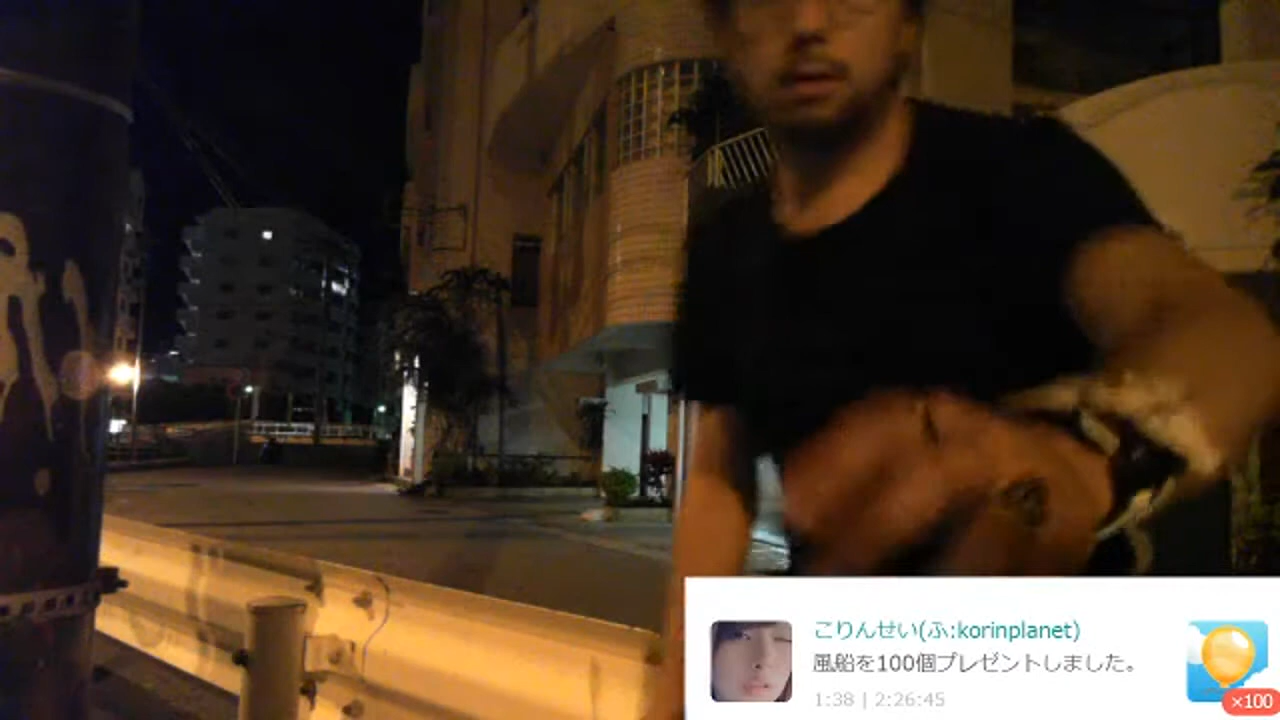 こりんせい(ふ:korinplanet)
風船を100個プレゼントしました。
1:38 | 2:26:45
×100